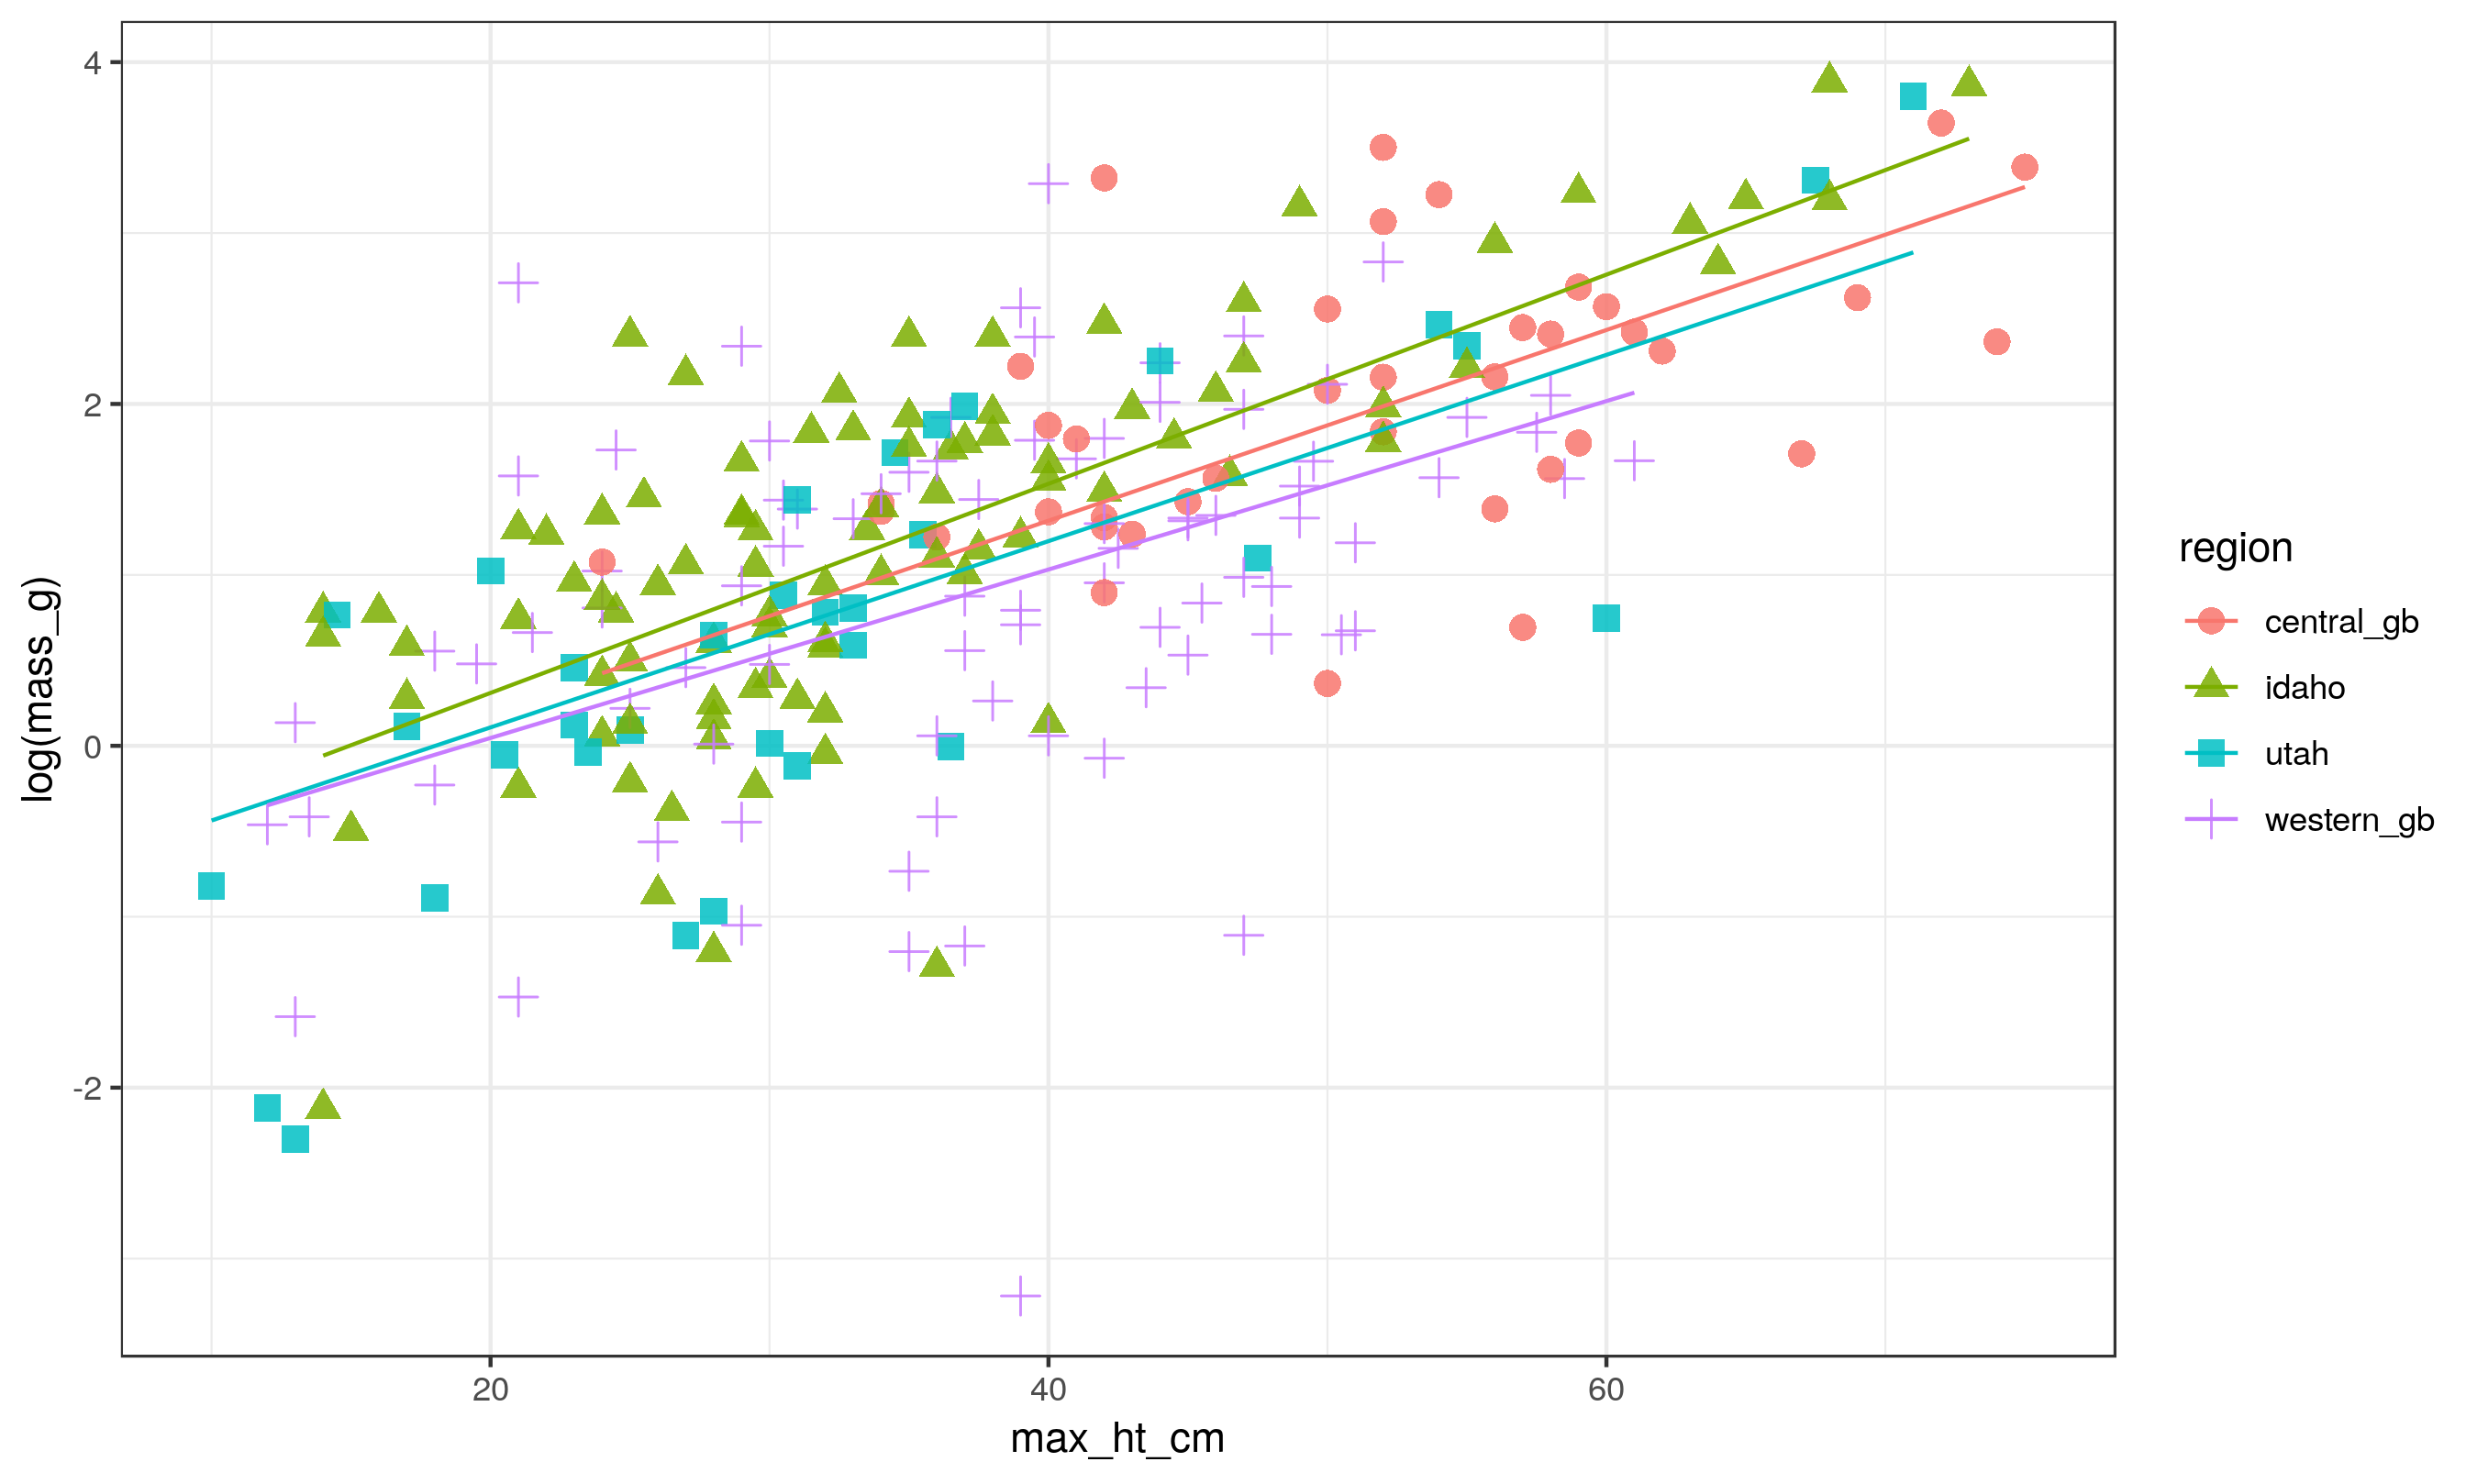 4
2
0
-2
log(mass_g)
20
40
60
max_ht_cm
region
central_gb
idaho
utah
western_gb